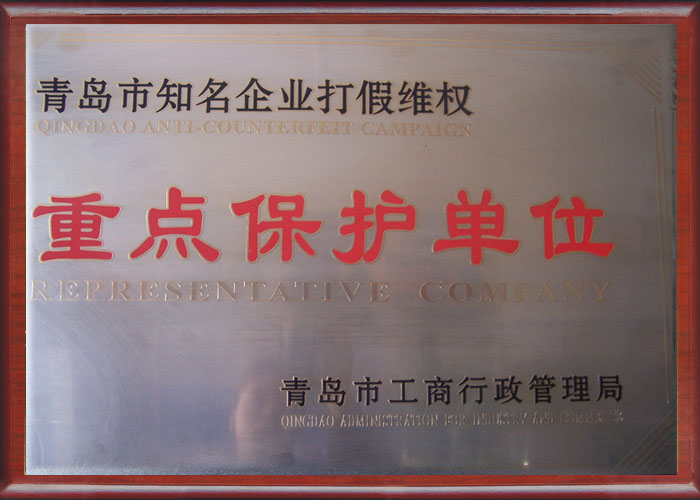 青岛市知名企业打假维权
QINGDAO ANTI-COUNTERFEIT CAMPAIGN
重点保护单位
REPRESENTATIVE COMPANY
青岛市工商行政管理局
QINGDAO ADMINISTRATION FOR INDUSTRY AND COMMERCE